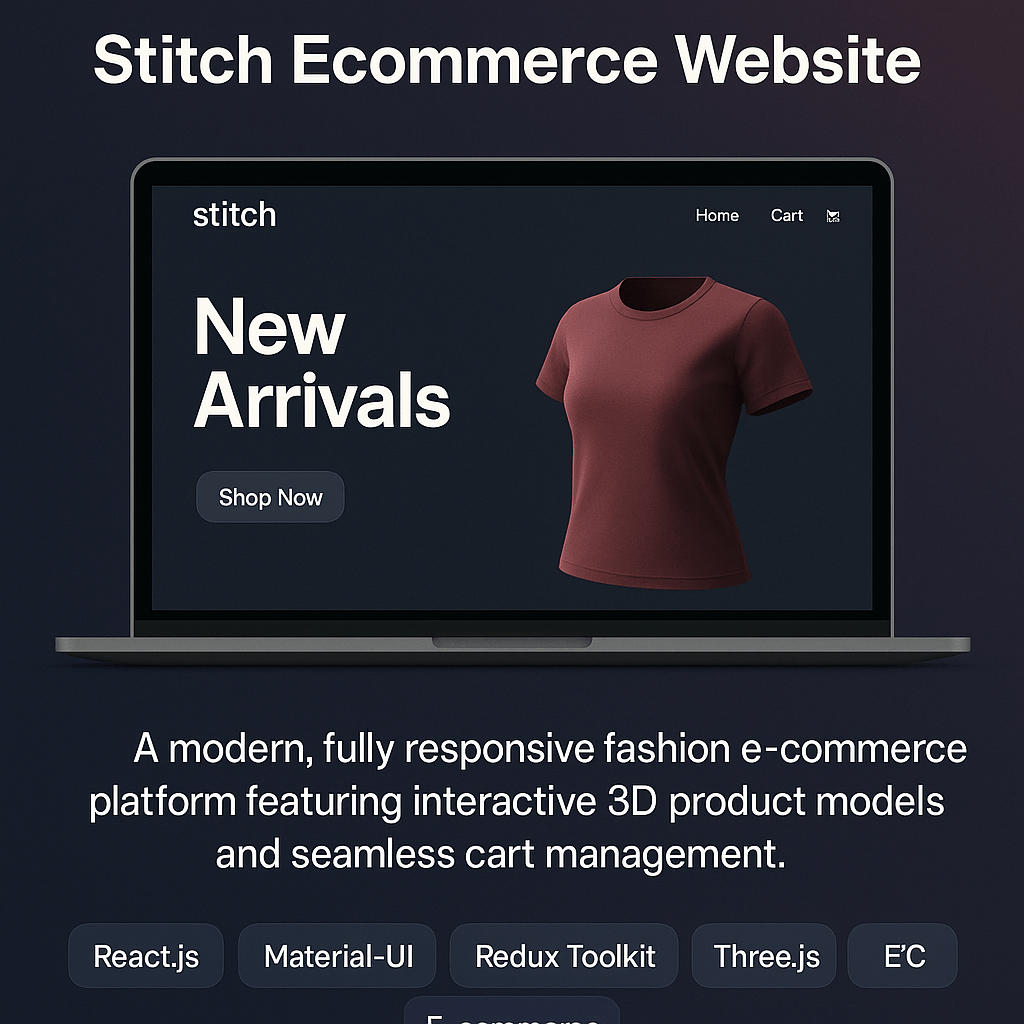 Stitch Ecommerce Website
stitch
Home Cart
New
Arrivals
Shop Now
A modern, fully responsive fashion e-commerce
platform featuring interactive 3D product models
and seamless cart management.
React.js Material-UI Redux Toolkit Three.js E’C
E-commerce